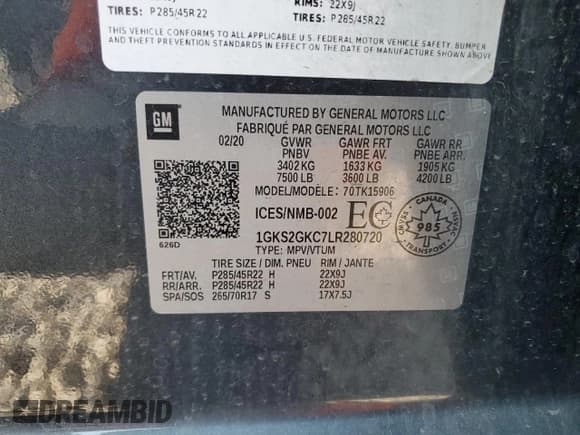 RIMS: 22X9J
TIRES: P285/45R22 TIRES: P285/45R22
THIS VEHICLE CONFORMS TO ALL APPLICABLE U.S. FEDERAL MOTOR VEHICLE SAFETY, BUMPER
AND THEFT PREVENTION STANDARDS IN EFFECT ON THE DATE OF MANUFACTURE SHOWN ABOVE
GM
MANUFACTURED BY GENERAL MOTORS LLC
FABRIQUÉ PAR GENERAL MOTORS LLC
02/20 GVWR GAWR FRT GAWR RR
PNBV PNBE AV. PNBE ARR.
3402 KG 1633 KG 1905 KG
7500 LB 3600 LB 4200 LB
MODEL/MODÈLE: 70TK15906
ICES/NMB-002 EC
CANADA
985
NSVAC
SVAWC
1GKS2GKC7LR280720
626D
TYPE: MPV/VTUM
TIRE SIZE / DIM. PNEU RIM / JANTE
FRT/AV. P285/45R22 H 22X9J
RR/ARR. P285/45R22 H 22X9J
SPA/SOS 265/70R17 S 17X7.5J
DREAMBID